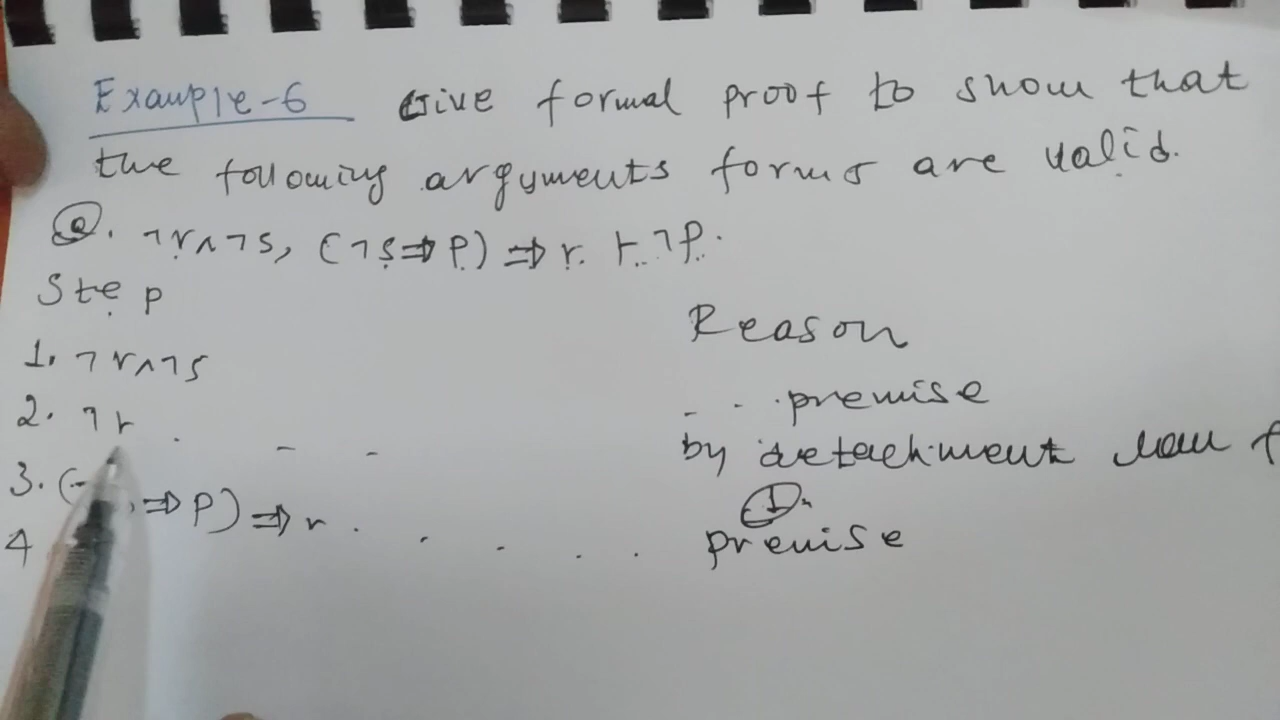 Example-6 Give formal proof to show that
the following arguments forms are valid.
a. ¬r∧¬s, (¬s⇒p)⇒r. ⊢¬p.
Step
Reason
1. ¬r∧¬s
... premise
2. ¬r . - -
by detachment law
①
3. ( ⇒p)⇒r . . . . . premise
4